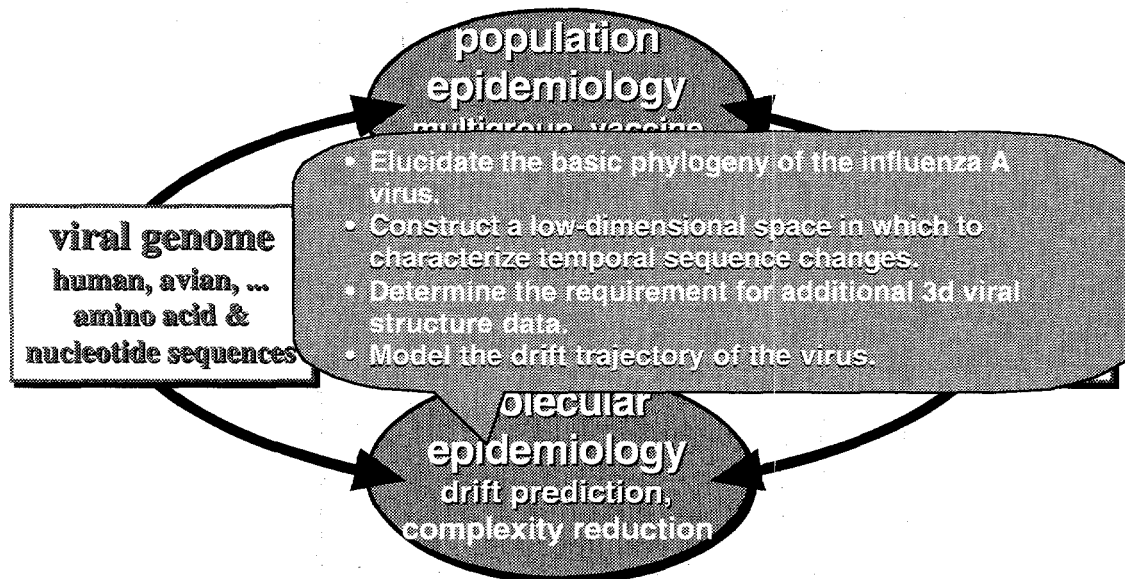 population
epidemiology
multigroup, vaccine
• Elucidate the basic phylogeny of the influenza A
virus.
• Construct a low-dimensional space in which to
characterize temporal sequence changes.
• Determine the requirement for additional 3d viral
structure data.
• Model the drift trajectory of the virus.
viral genome
human, avian, ...
amino acid &
nucleotide sequences
olecular
epidemiology
drift prediction,
complexity reduction